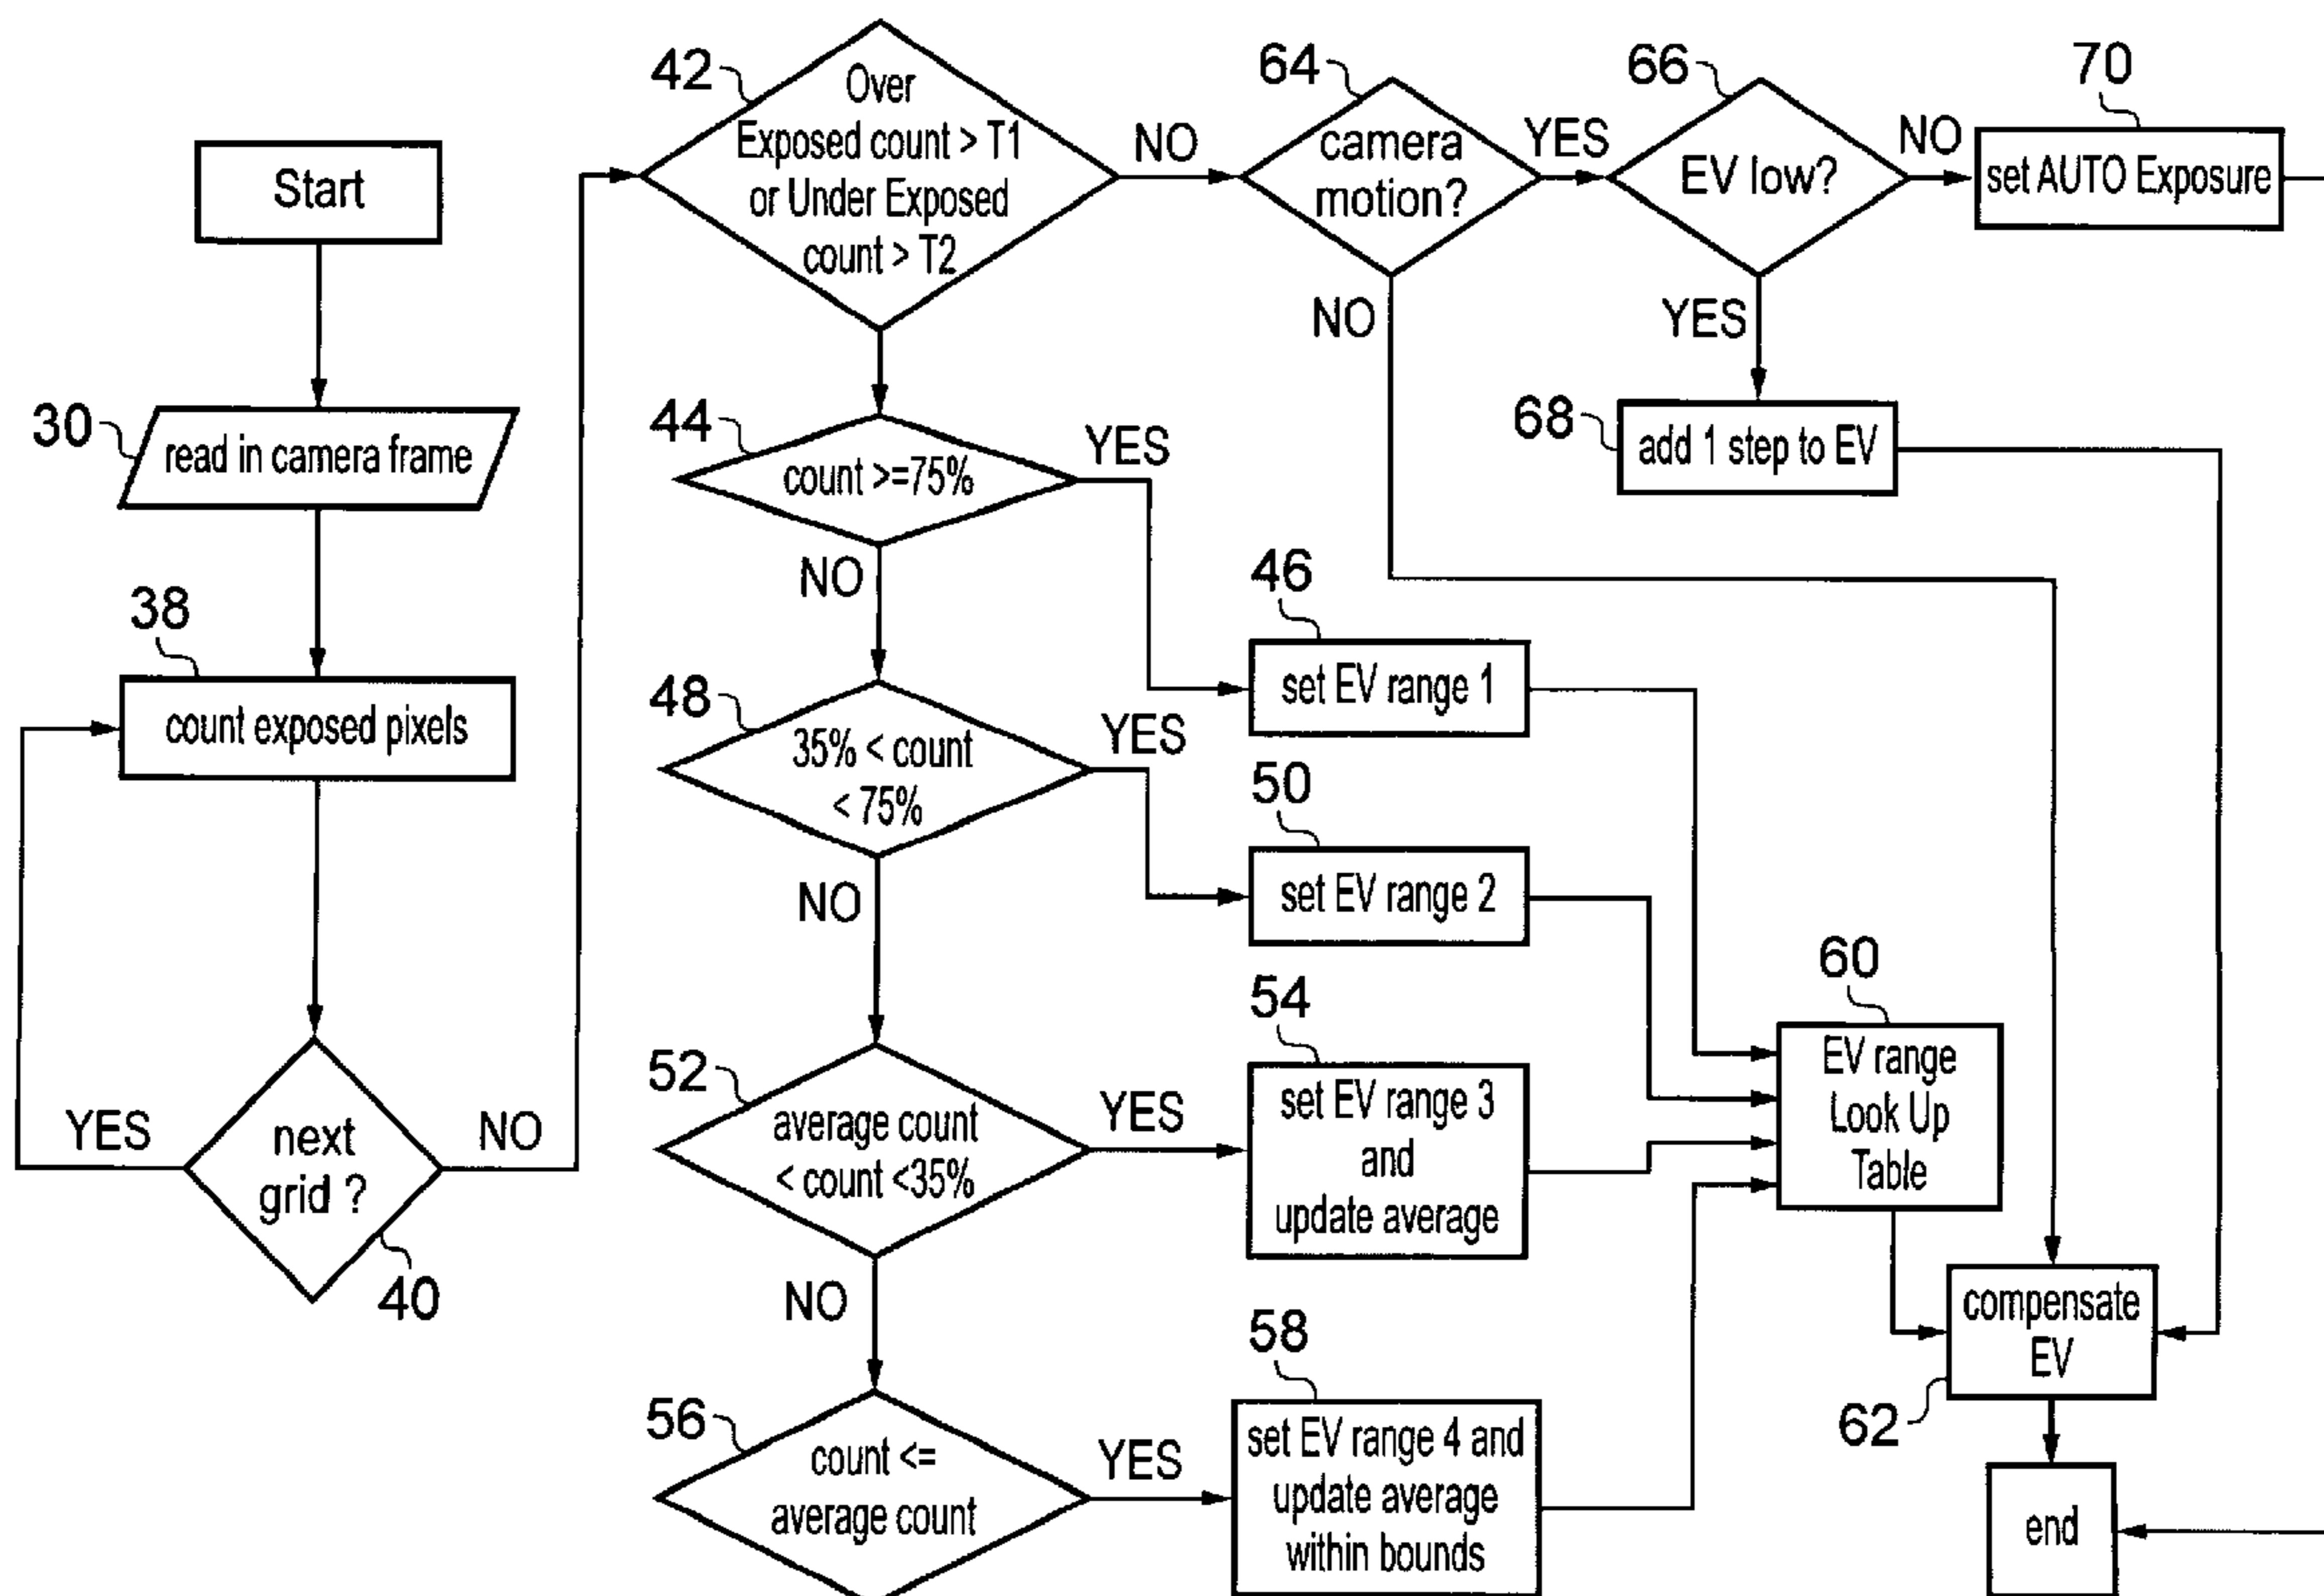 Start
30
read in camera frame
38
count exposed pixels
YES
next
grid ?
NO
40
42
Over
Exposed count > T1
or Under Exposed
count > T2
NO
64
camera
motion?
YES
NO
66
EV low?
NO
YES
70
set AUTO Exposure
68
add 1 step to EV
44
count >=75%
YES
NO
46
set EV range 1
48
35% < count
< 75%
YES
NO
50
set EV range 2
52
average count
< count <35%
YES
NO
54
set EV range 3
and
update average
56
count <=
average count
YES
58
set EV range 4 and
update average
within bounds
60
EV range
Look Up
Table
compensate
EV
62
end